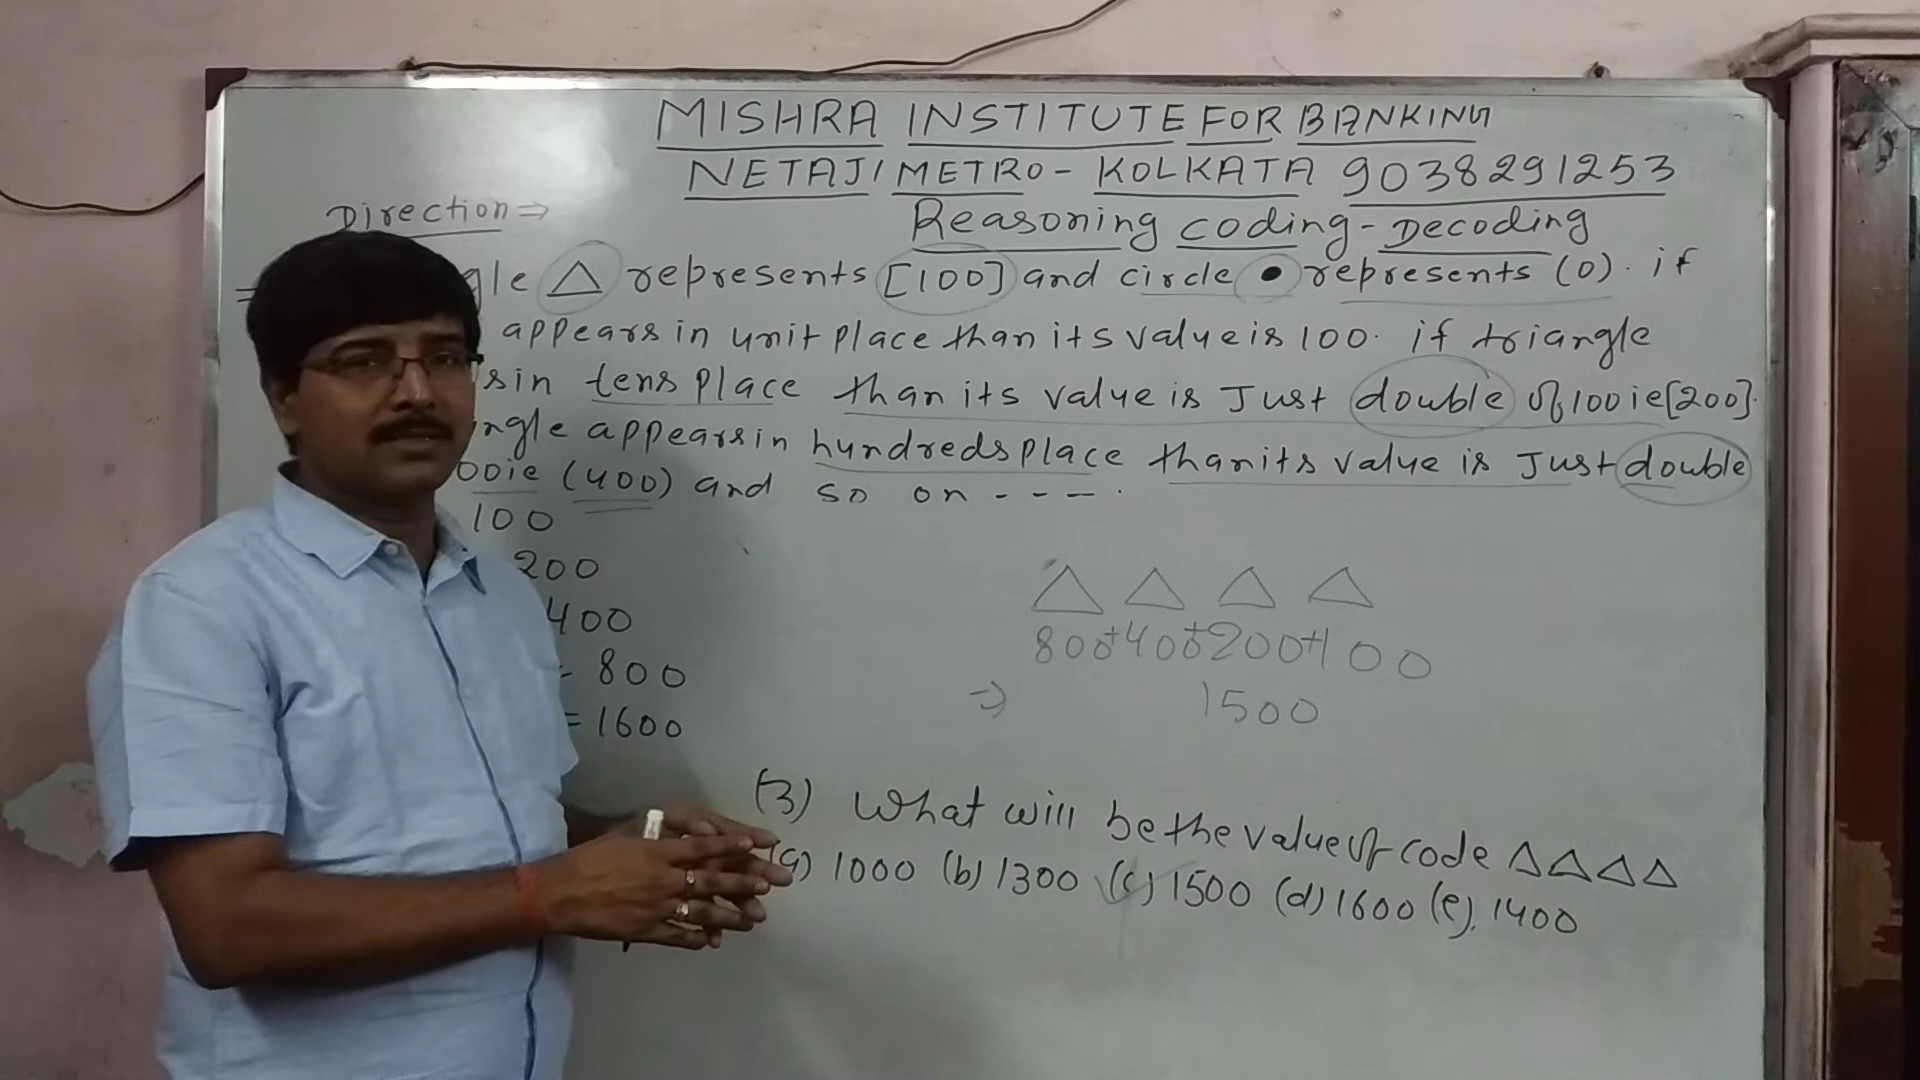 MISHRA INSTITUTE FOR BANKING
NETAJI METRO - KOLKATA 9038291253
Direction ⇒
Reasoning coding - Decoding
gle △ represents [100] and circle ● represents (0). if
appears in unit place than its value is 100. if triangle
s in tens place than its value is Just double of 100 ie [200].
ngle appears in hundreds place than its value is Just double
00 ie (400) and so on - - - .
100
200
400
= 800
= 1600
△ △ △ △
800+400+200+100
⇒ 1500
(3) What will be the value of code △△△△
(a) 1000 (b) 1300 (c) 1500 (d) 1600 (e). 1400